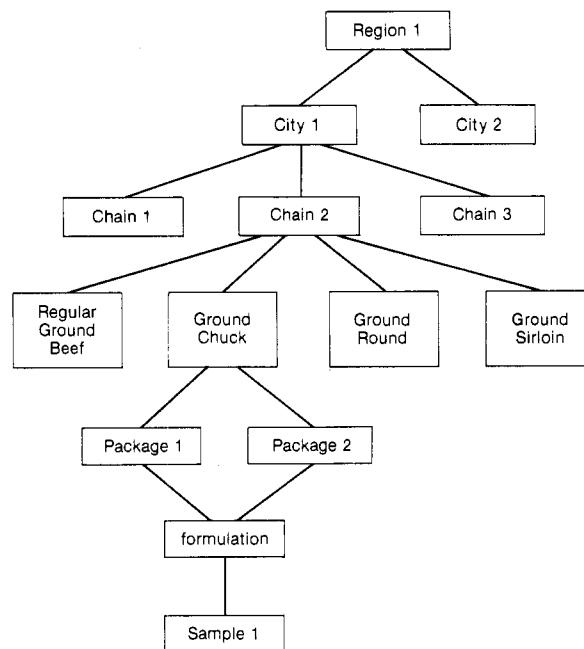 Region 1
City 1
City 2
Chain 1
Chain 2
Chain 3
Regular
Ground
Beef
Ground
Chuck
Ground
Round
Ground
Sirloin
Package 1
Package 2
formulation
Sample 1